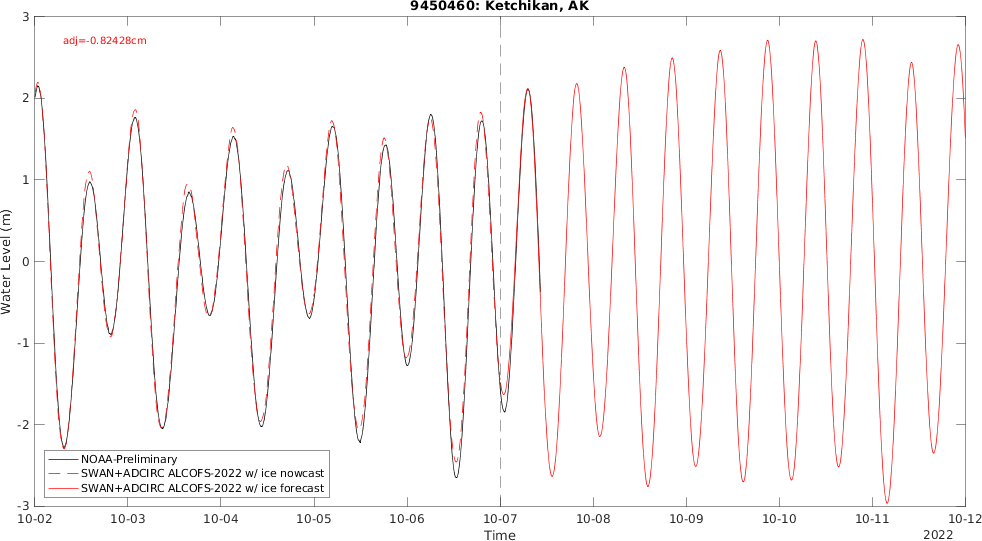 9450460: Ketchikan, AK
adj=-0.82428cm
3
2
1
0
-1
-2
-3
Water Level (m)
NOAA-Preliminary
SWAN+ADCIRC ALCOFS-2022 w/ ice nowcast
SWAN+ADCIRC ALCOFS-2022 w/ ice forecast
10-02 10-03 10-04 10-05 10-06 10-07 10-08 10-09 10-10 10-11 10-12
Time
2022